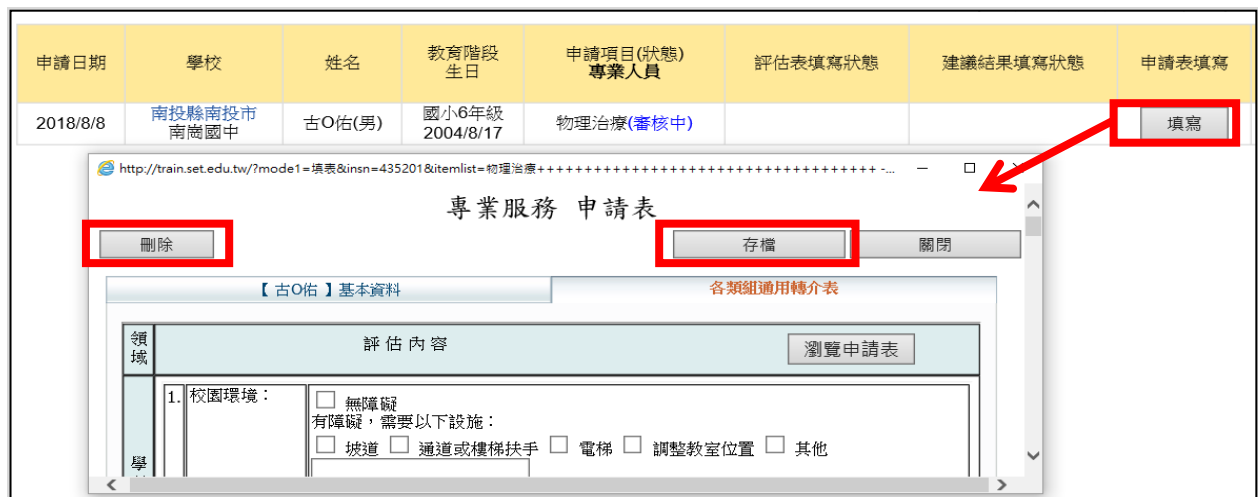 申請日期 學校 姓名 教育階段 申請項目(狀態) 評估表填寫狀態 建議結果填寫狀態 申請表填寫
生日 專業人員
2018/8/8 南投縣南投市 古O佑(男) 國小6年級 物理治療(審核中) 填寫
南崗國中 2004/8/17
http://train.set.edu.tw/?mode1=填表&insn=435201&itemlist=物理治療++++++++++++++++++++++++++++++++++++ -...
專業服務 申請表
刪除 存檔 關閉
【 古O佑 】基本資料 各類組通用轉介表
領域 評 估 內 容 瀏覽申請表
1. 校園環境： 無障礙
有障礙，需要以下設施：
坡道 通道或樓梯扶手 電梯 調整教室位置 其他
學